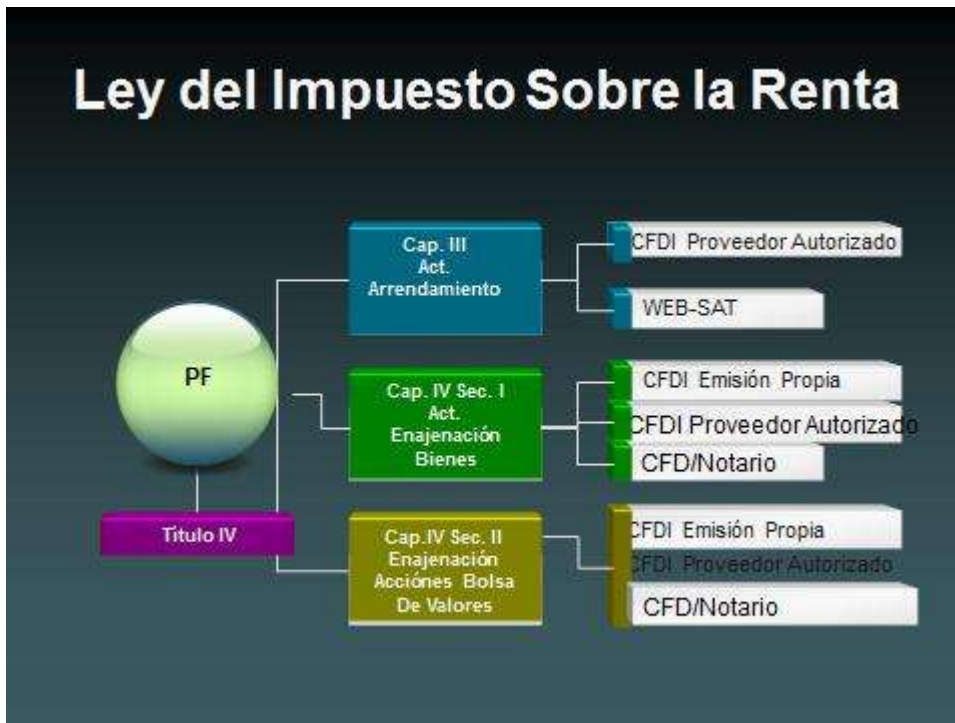 Ley del Impuesto Sobre la Renta
PF
Titulo IV
Cap. III
Act.
Arrendamiento
CFDI Proveedor Autorizado
WEB-SAT
Cap. IV Sec. I
Act.
Enajenación
Bienes
CFDI Emisión Propia
CFDI Proveedor Autorizado
CFD/Notario
Cap.IV Sec. II
Enajenación
Acciónes Bolsa
De Valores
CFDI Emisión Propia
CFDI Proveedor Autorizado
CFD/Notario